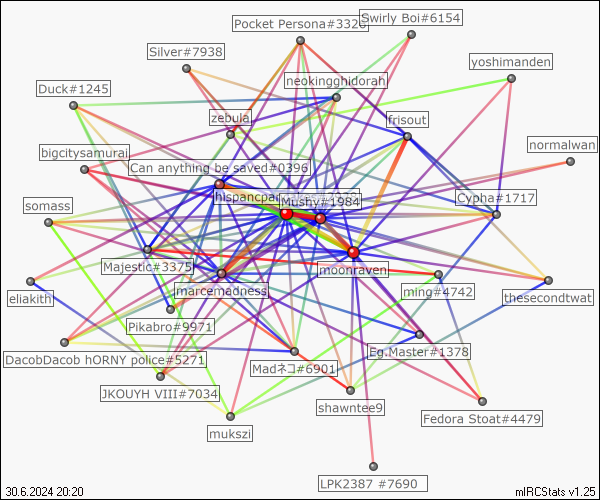 Swirly Boi#6154
Pocket Persona#3320
Silver#7938
yoshimanden
neokingghidorah
Duck#1245
zebula
frisout
normalwan
bigcitysamurai
Can anything be saved#0396
hispancpa
Mushy#1984
Cypha#1717
somass
Majestic#3375
moonraven
marcemadness
ming#4742
thesecondtwat
eliakith
Pikabro#9971
Eg.Master#1378
DacobDacob hORNY police#5271
Madネコ#6901
JKOUYH VIII#7034
shawntee9
Fedora Stoat#4479
mukszi
LPK2387 #7690
30.6.2024 20:20
mIRCStats v1.25